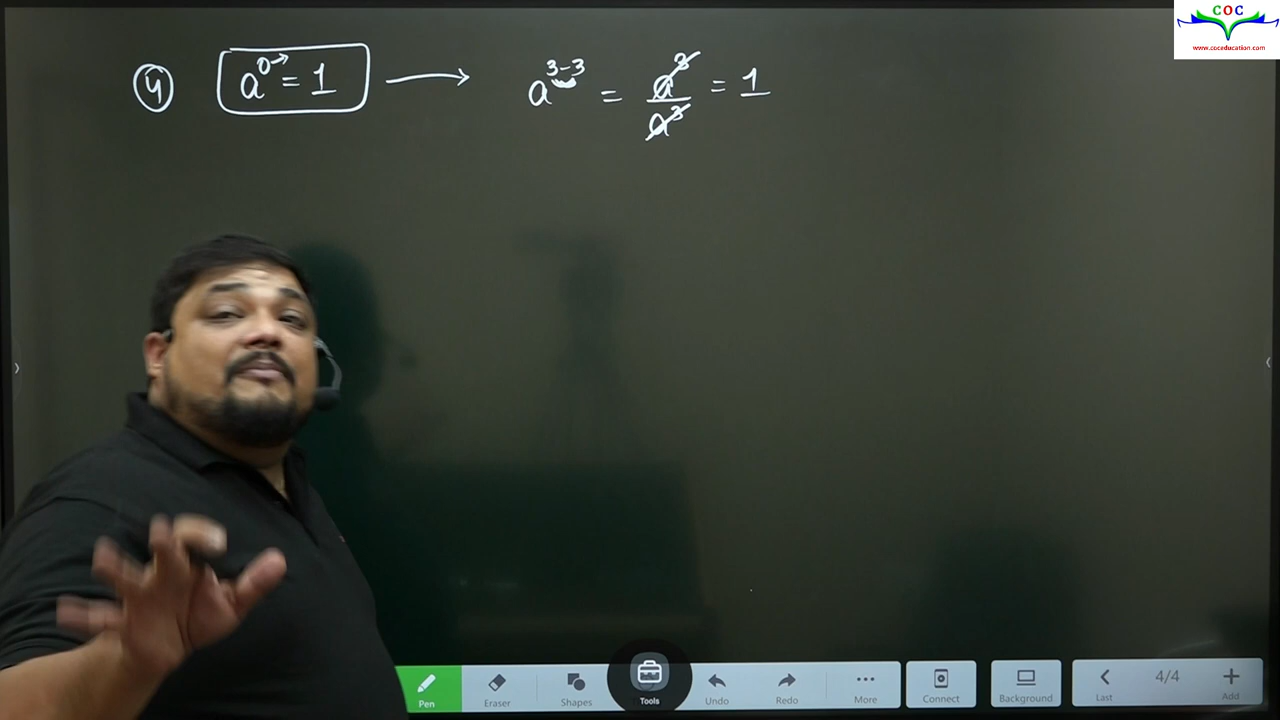 COC
www.coceducation.com
④ a⁰ = 1 → a³⁻³ = a³/a³ = 1
Pen Eraser Shapes Tools Undo Redo More Connect Background Last 4/4 Add